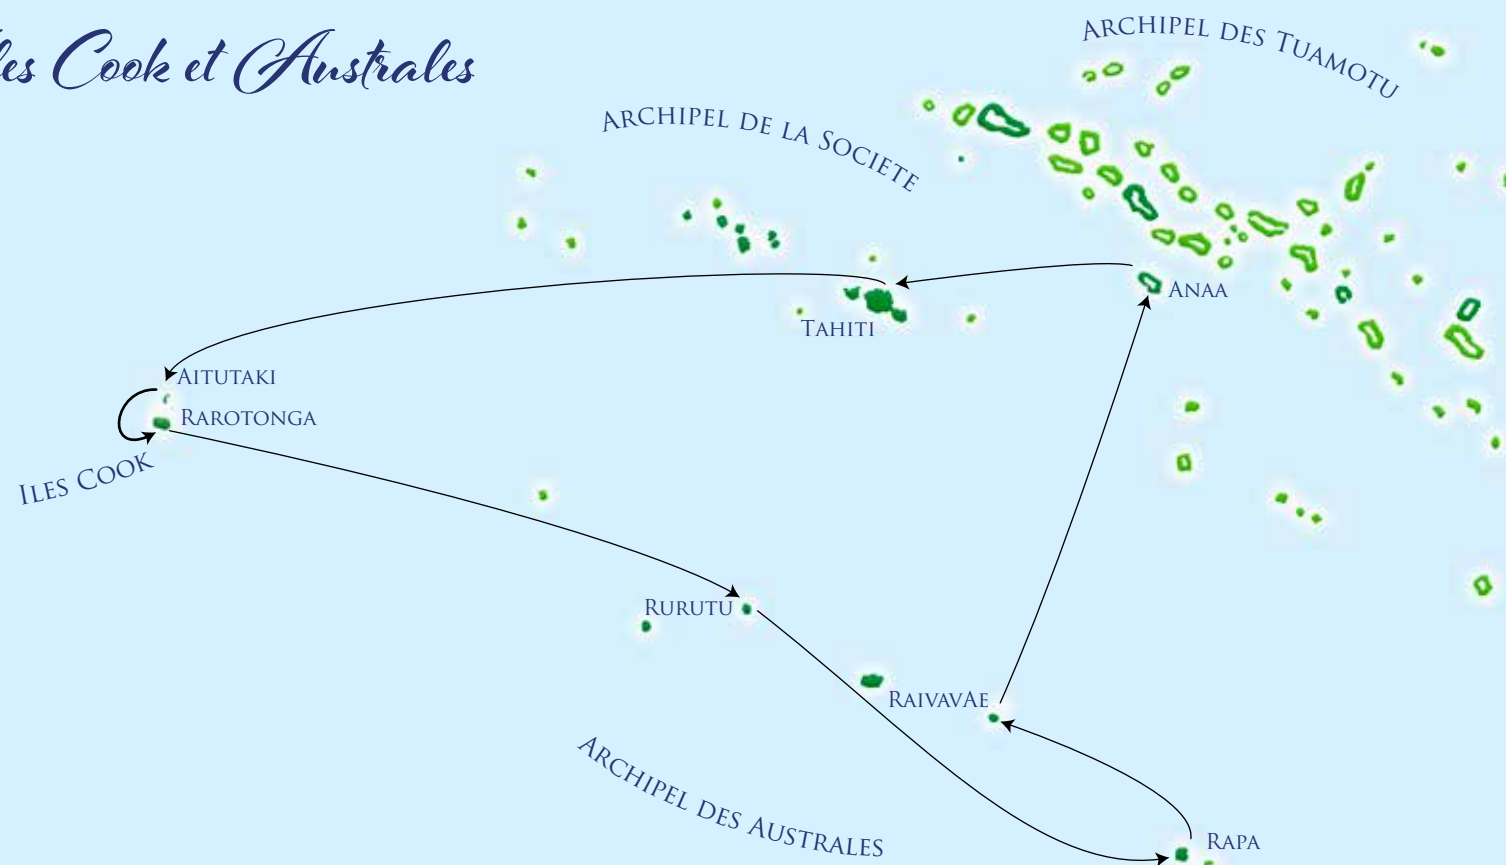 les Cook et Australes
ARCHIPEL DES TUAMOTU
ARCHIPEL DE LA SOCIETE
ANAA
TAHITI
AITUTAKI
RAROTONGA
ILES COOK
RURUTU
RAIVAVAE
ARCHIPEL DES AUSTRALES
RAPA